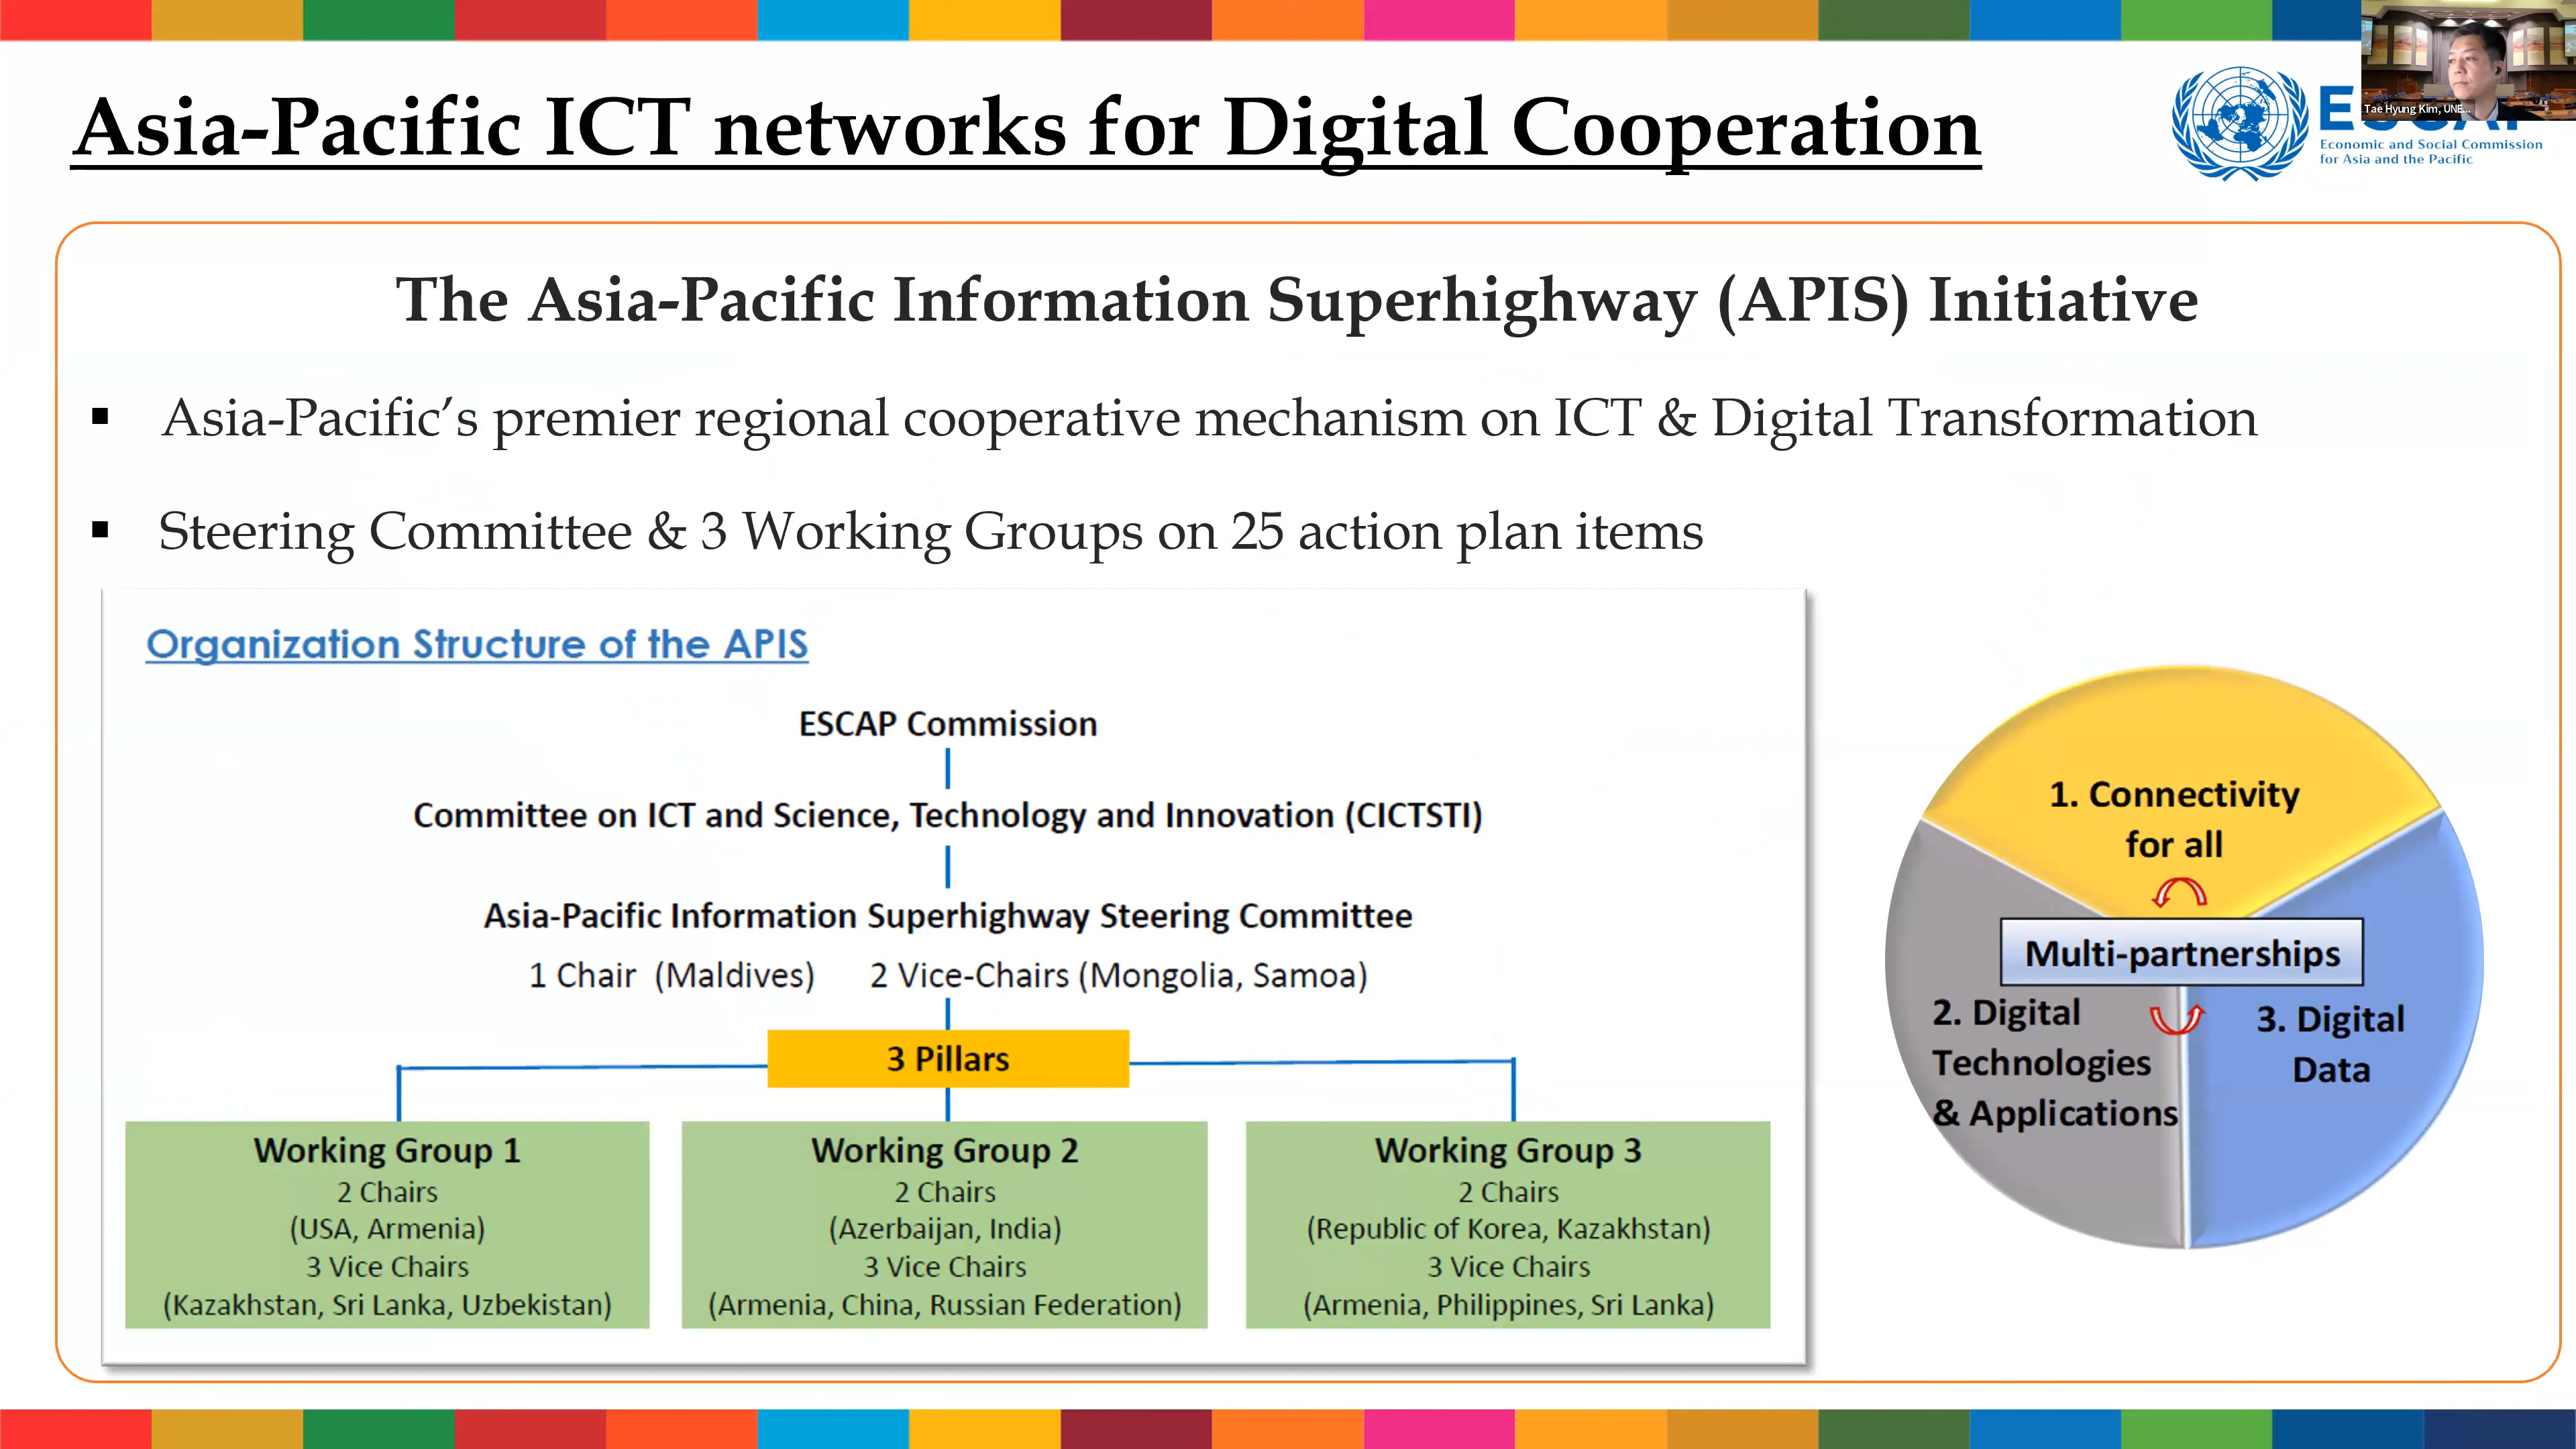 Asia-Pacific ICT networks for Digital Cooperation
Tae Hyung Kim, UNE...
Economic and Social Commission
for Asia and the Pacific
The Asia-Pacific Information Superhighway (APIS) Initiative
▪ Asia-Pacific’s premier regional cooperative mechanism on ICT & Digital Transformation
▪ Steering Committee & 3 Working Groups on 25 action plan items
Organization Structure of the APIS
ESCAP Commission
Committee on ICT and Science, Technology and Innovation (CICTSTI)
Asia-Pacific Information Superhighway Steering Committee
1 Chair (Maldives) 2 Vice-Chairs (Mongolia, Samoa)
3 Pillars
Working Group 1
2 Chairs
(USA, Armenia)
3 Vice Chairs
(Kazakhstan, Sri Lanka, Uzbekistan)
Working Group 2
2 Chairs
(Azerbaijan, India)
3 Vice Chairs
(Armenia, China, Russian Federation)
Working Group 3
2 Chairs
(Republic of Korea, Kazakhstan)
3 Vice Chairs
(Armenia, Philippines, Sri Lanka)
1. Connectivity
for all
Multi-partnerships
2. Digital
Technologies
& Applications
3. Digital
Data